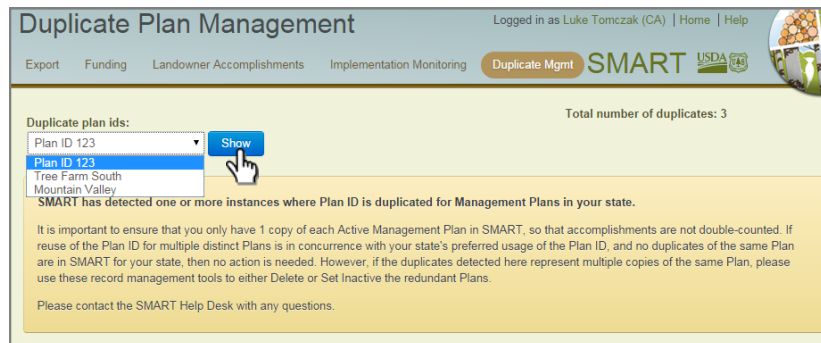 Duplicate Plan Management
Logged in as Luke Tomczak (CA) | Home | Help
Export Funding Landowner Accomplishments Implementation Monitoring Duplicate Mgmt SMART USDA
Total number of duplicates: 3
Duplicate plan ids:
Plan ID 123 Show
Plan ID 123
Tree Farm South
Mountain Valley
SMART has detected one or more instances where Plan ID is duplicated for Management Plans in your state.
It is important to ensure that you only have 1 copy of each Active Management Plan in SMART, so that accomplishments are not double-counted. If
reuse of the Plan ID for multiple distinct Plans is in concurrence with your state's preferred usage of the Plan ID, and no duplicates of the same Plan
are in SMART for your state, then no action is needed. However, if the duplicates detected here represent multiple copies of the same Plan, please
use these record management tools to either Delete or Set Inactive the redundant Plans.
Please contact the SMART Help Desk with any questions.